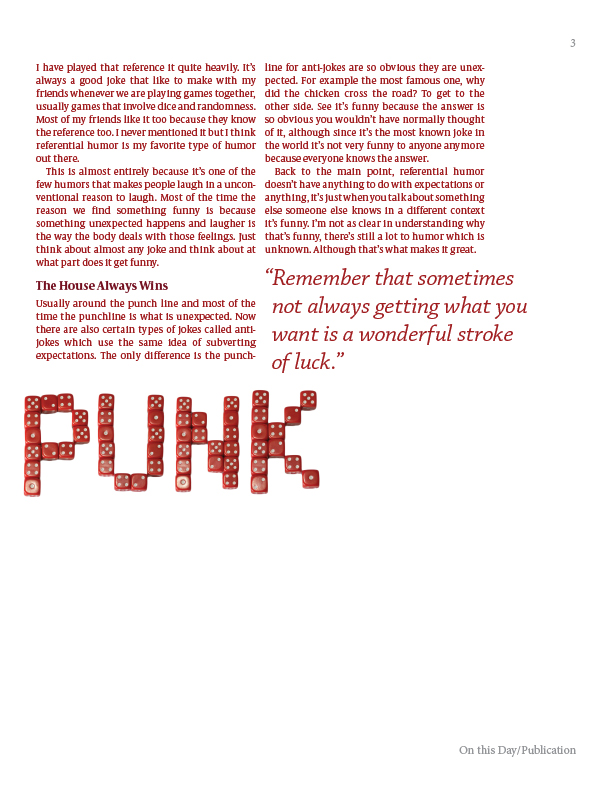 3
I have played that reference it quite heavily. It's
always a good joke that like to make with my
friends whenever we are playing games together,
usually games that involve dice and randomness.
Most of my friends like it too because they know
the reference too. I never mentioned it but I think
referential humor is my favorite type of humor
out there.
This is almost entirely because it's one of the
few humors that makes people laugh in a uncon-
ventional reason to laugh. Most of the time the
reason we find something funny is because
something unexpected happens and laugher is
the way the body deals with those feelings. Just
think about almost any joke and think about at
what part does it get funny.
The House Always Wins
Usually around the punch line and most of the
time the punchline is what is unexpected. Now
there are also certain types of jokes called anti-
jokes which use the same idea of subverting
expectations. The only difference is the punch-
line for anti-jokes are so obvious they are unex-
pected. For example the most famous one, why
did the chicken cross the road? To get to the
other side. See it's funny because the answer is
so obvious you wouldn't have normally thought
of it, although since it's the most known joke in
the world it's not very funny to anyone anymore
because everyone knows the answer.
Back to the main point, referential humor
doesn't have anything to do with expectations or
anything, it's just when you talk about something
else someone else knows in a different context
it's funny. I'm not as clear in understanding why
that's funny, there's still a lot to humor which is
unknown. Although that's what makes it great.
“Remember that sometimes
not always getting what you
want is a wonderful stroke
of luck.”
PUNK
On this Day/Publication